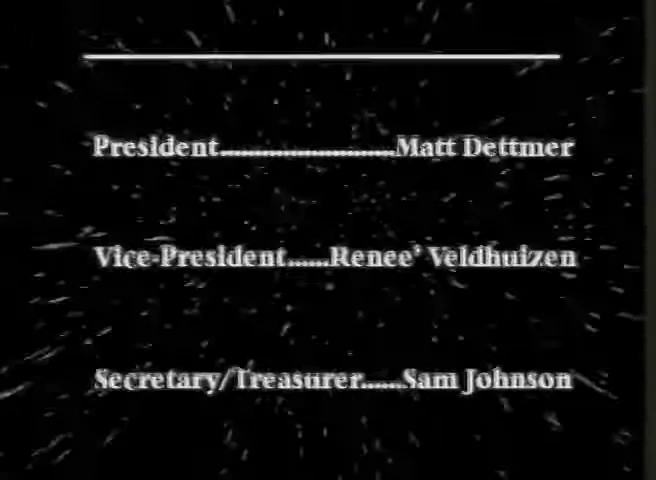 President........................Matt Dettmer
Vice-President......Renee' Veldhuizen
Secretary/Treasurer......Sam Johnson